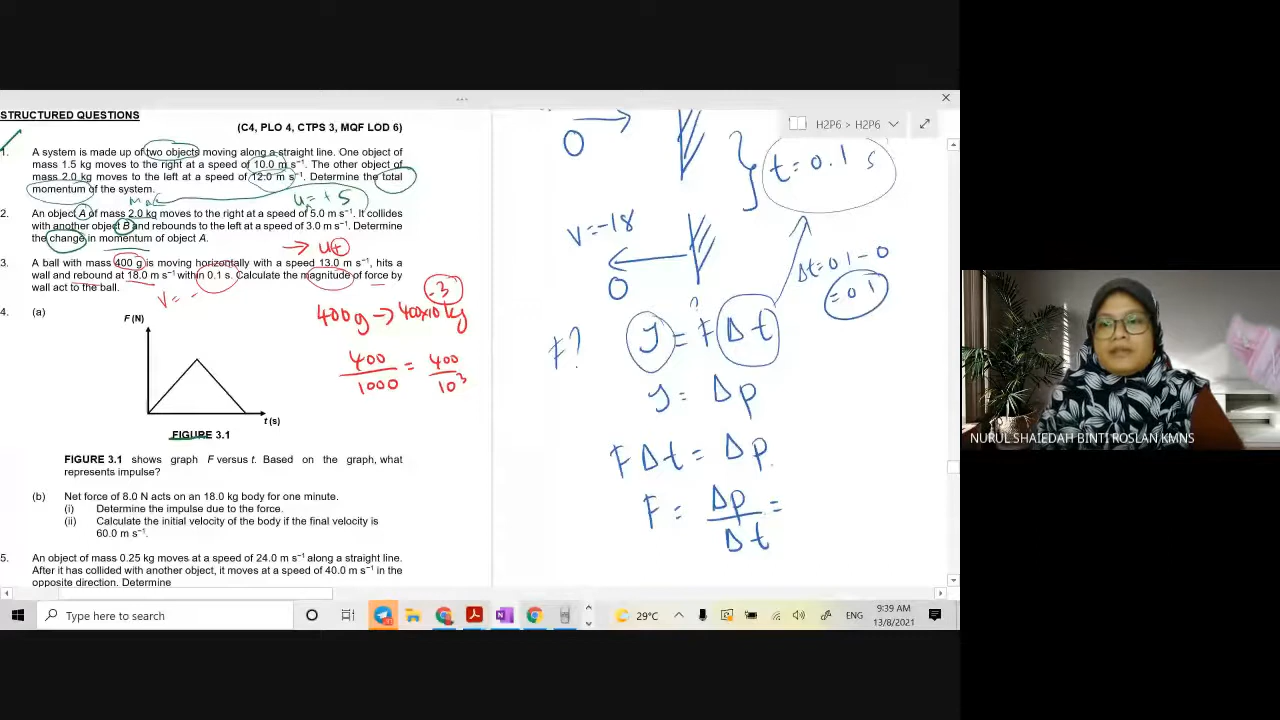 STRUCTURED QUESTIONS
(C4, PLO 4, CTPS 3, MQF LOD 6)
1. A system is made up of two objects moving along a straight line. One object of
mass 1.5 kg moves to the right at a speed of 10.0 m s⁻¹. The other object of
mass 2.0 kg moves to the left at a speed of 12.0 m s⁻¹. Determine the total
momentum of the system.
u = + 5
2. An object A of mass 2.0 kg moves to the right at a speed of 5.0 m s⁻¹. It collides
with another object B and rebounds to the left at a speed of 3.0 m s⁻¹. Determine
the change in momentum of object A.
→ u +
3. A ball with mass 400 g is moving horizontally with a speed 13.0 m s⁻¹, hits a
wall and rebound at 18.0 m s⁻¹ within 0.1 s. Calculate the magnitude of force by
wall act to the ball.
V = -
400g → 400x10⁻³ kg
400/1000 = 400/10³
4. (a)
F (N)
t (s)
FIGURE 3.1
FIGURE 3.1 shows graph F versus t. Based on the graph, what
represents impulse?
(b) Net force of 8.0 N acts on an 18.0 kg body for one minute.
(i) Determine the impulse due to the force.
(ii) Calculate the initial velocity of the body if the final velocity is
60.0 m s⁻¹.
5. An object of mass 0.25 kg moves at a speed of 24.0 m s⁻¹ along a straight line.
After it has collided with another object, it moves at a speed of 40.0 m s⁻¹ in the
opposite direction. Determine
H2P6 > H2P6
t = 0.1 s
V = -18
Δt = 0.1 - 0
= 0.1
F?
J = F Δt
?
J = Δp
F Δt = Δp
F = Δp/Δt =
NURUL SHAIEDAH BINTI ROSLAN KMNS
Type here to search
29°C
ENG
9:39 AM
13/8/2021